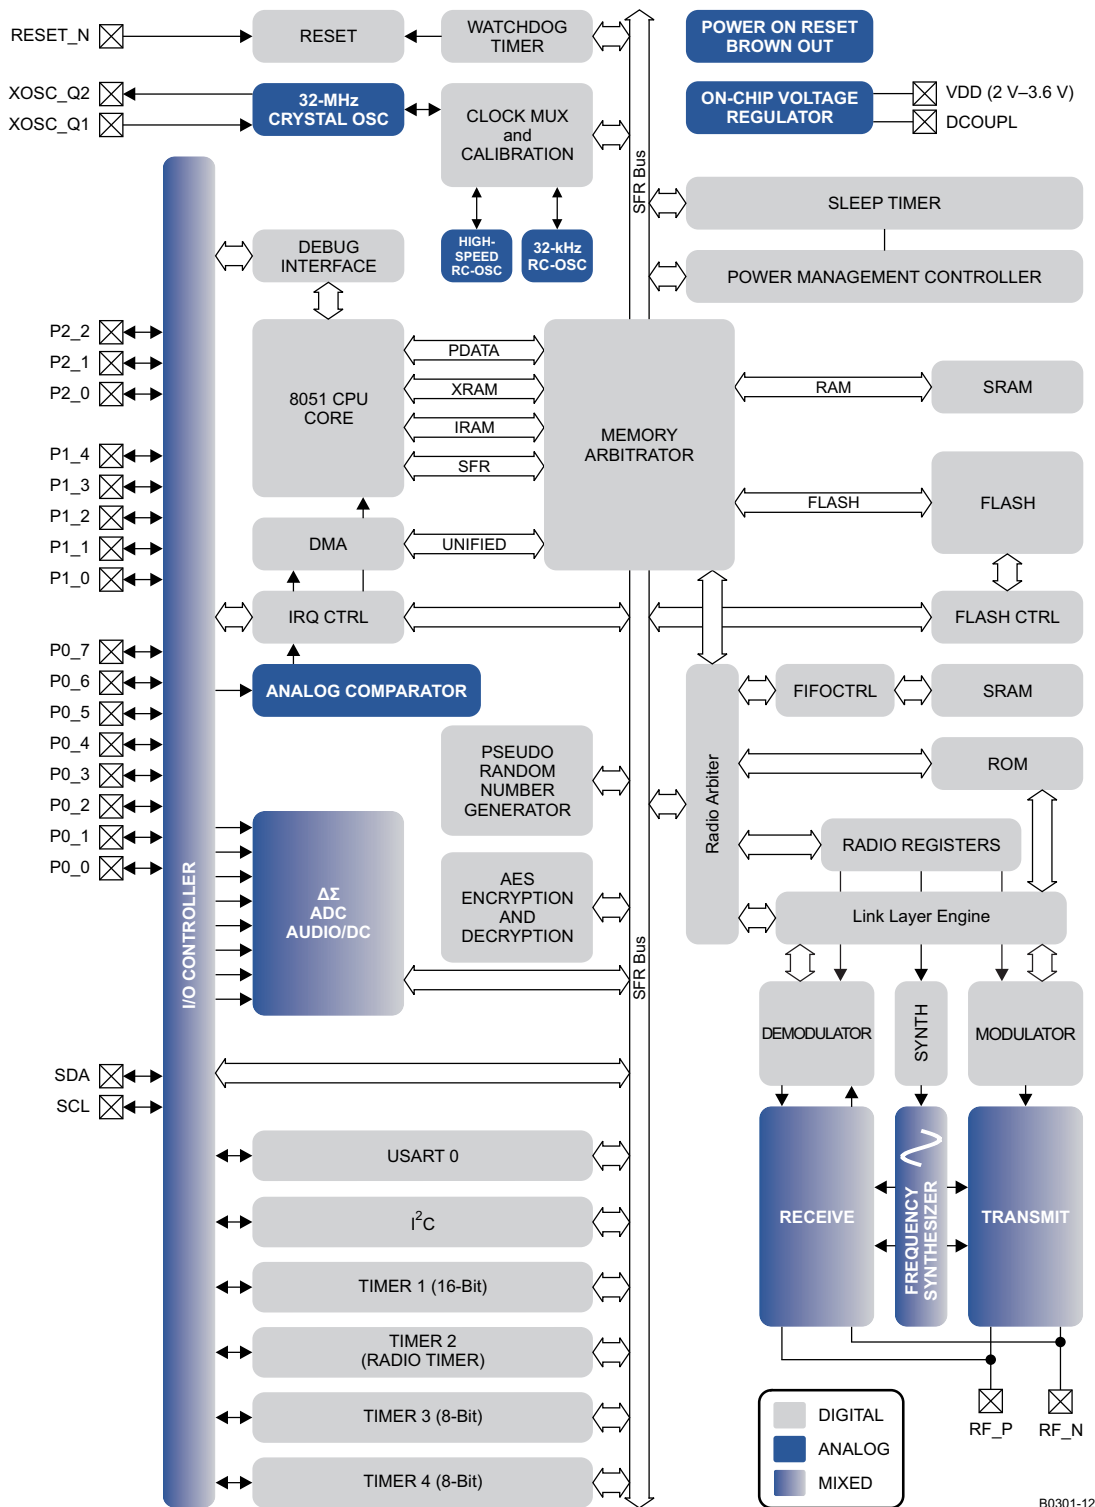 RESET_N
RESET
WATCHDOG
TIMER
POWER ON RESET
BROWN OUT
XOSC_Q2
XOSC_Q1
32-MHz
CRYSTAL OSC
CLOCK MUX
and
CALIBRATION
ON-CHIP VOLTAGE
REGULATOR
VDD (2 V–3.6 V)
DCOUPL
SFR Bus
SLEEP TIMER
POWER MANAGEMENT CONTROLLER
HIGH-
SPEED
RC-OSC
32-kHz
RC-OSC
DEBUG
INTERFACE
P2_2
P2_1
P2_0
P1_4
P1_3
P1_2
P1_1
P1_0
P0_7
P0_6
P0_5
P0_4
P0_3
P0_2
P0_1
P0_0
SDA
SCL
I/O CONTROLLER
8051 CPU
CORE
PDATA
XRAM
IRAM
SFR
UNIFIED
DMA
MEMORY
ARBITRATOR
RAM
SRAM
FLASH
FLASH
IRQ CTRL
FLASH CTRL
ANALOG COMPARATOR
FIFOCTRL
SRAM
Radio Arbiter
ROM
PSEUDO
RANDOM
NUMBER
GENERATOR
RADIO REGISTERS
ΔΣ
ADC
AUDIO/DC
AES
ENCRYPTION
AND
DECRYPTION
Link Layer Engine
SFR Bus
DEMODULATOR
SYNTH
MODULATOR
RECEIVE
FREQUENCY
SYNTHESIZER
TRANSMIT
USART 0
I²C
TIMER 1 (16-Bit)
TIMER 2
(RADIO TIMER)
TIMER 3 (8-Bit)
TIMER 4 (8-Bit)
RF_P
RF_N
DIGITAL
ANALOG
MIXED
B0301-12